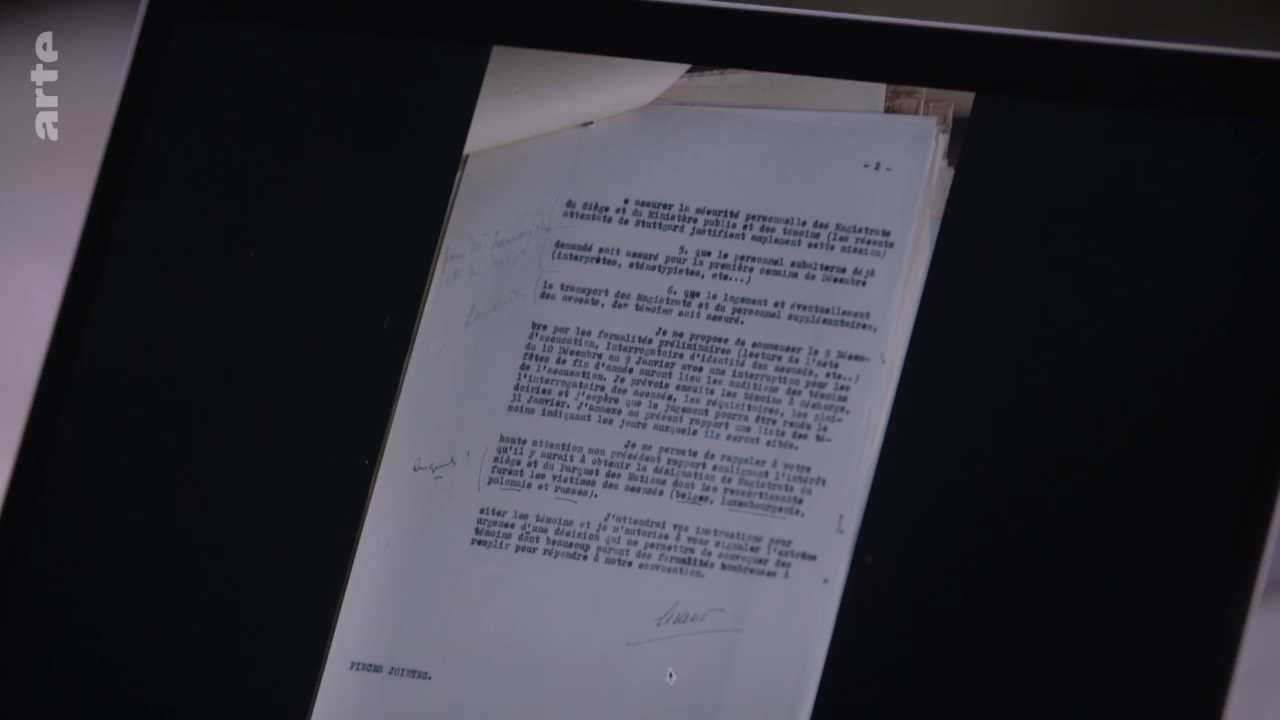 arte
- 2 -
e assurer la sécurité personnelle des Magistrats
du Siège et du Ministère public et des témoins (les récents
attentats de Stuttgard justifient amplement cette mission)
5. que le personnel subalterne déjà
demandé soit assuré pour la première semaine de Décembre
(interprètes, sténotypistes, etc...)
6. que le logement et éventuellement
le transport des Magistrats et du personnel supplémentaires,
des avocats, des témoins soit assuré.
Je me propose de commencer le 9 Décem-
bre par les formalités préliminaires (lecture de l'acte
d'accusation, Interrogatoire d'identité des accusés, etc..)
du 10 Décembre au 9 Janvier avec une interruption pour les
fêtes de fin d'année auront lieu les auditions des témoins
de l'accusation. Je prévois ensuite les témoins à décharge,
l'interrogatoire des accusés, les réquisitoires, les plai-
doiries et j'espère que le jugement pourra être rendu le
31 Janvier. J'annexe au présent rapport une liste des té-
moins indiquant les jours auxquels ils seront cités.
Je me permets de rappeler à votre
haute attention mon précédent rapport soulignant l'intérêt
qu'il y aurait à obtenir la désignation de Magistrats du
siège et du Parquet des Nations dont les ressortissants
furent les victimes des accusés (belges, luxembourgeois,
polonais et russes).
J'attendrai vos instructions pour
citer les témoins et je m'autorise à vous signaler l'extrême
urgence d'une décision qui me permettra de convoquer des
témoins dont beaucoup auront des formalités nombreuses à
remplir pour répondre à notre convocation.
PIECES JOINTES.